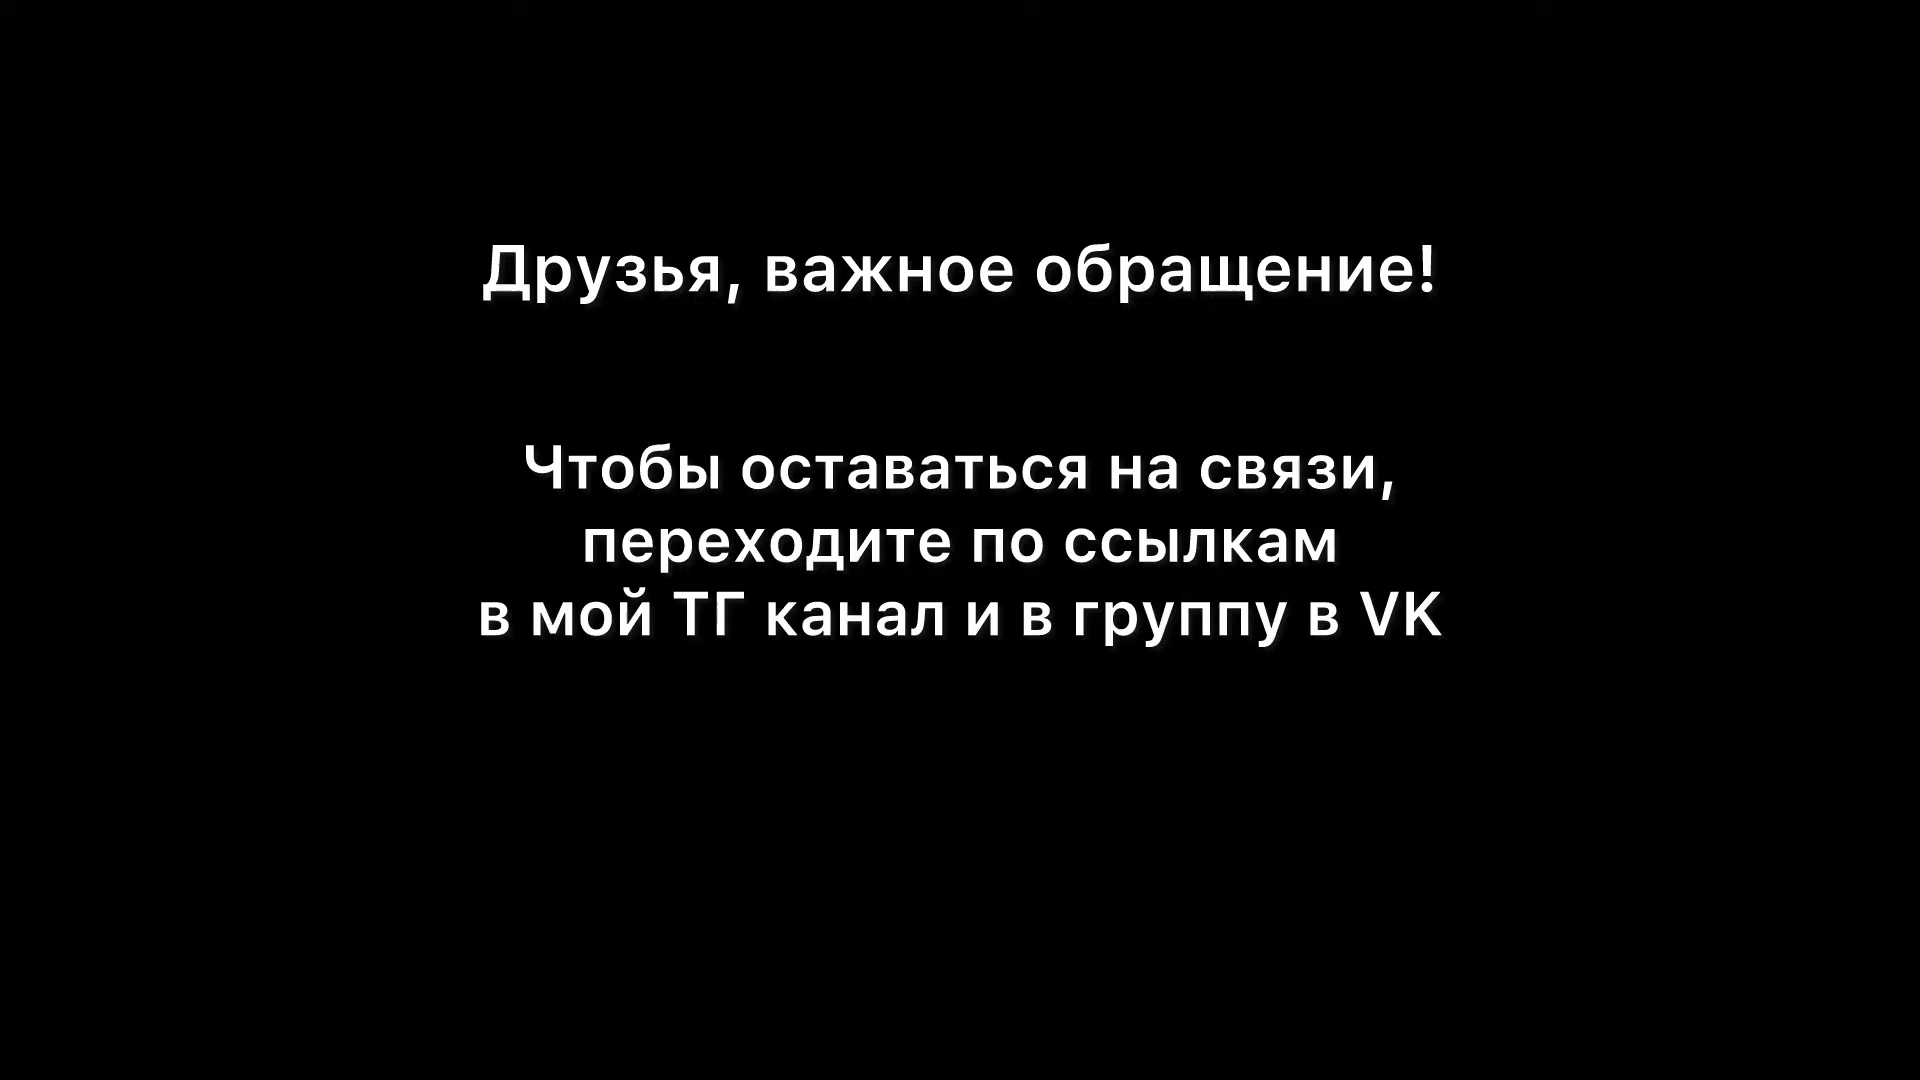 Друзья, важное обращение!
Чтобы оставаться на связи,
переходите по ссылкам
в мой ТГ канал и в группу в VK